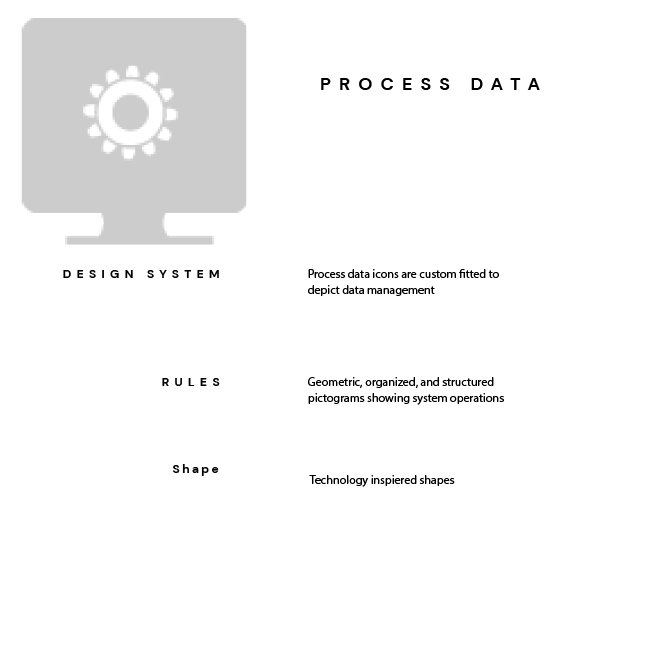 PROCESS DATA
DESIGN SYSTEM
Process data icons are custom fitted to
depict data management
RULES
Geometric, organized, and structured
pictograms showing system operations
Shape
Technology inspiered shapes